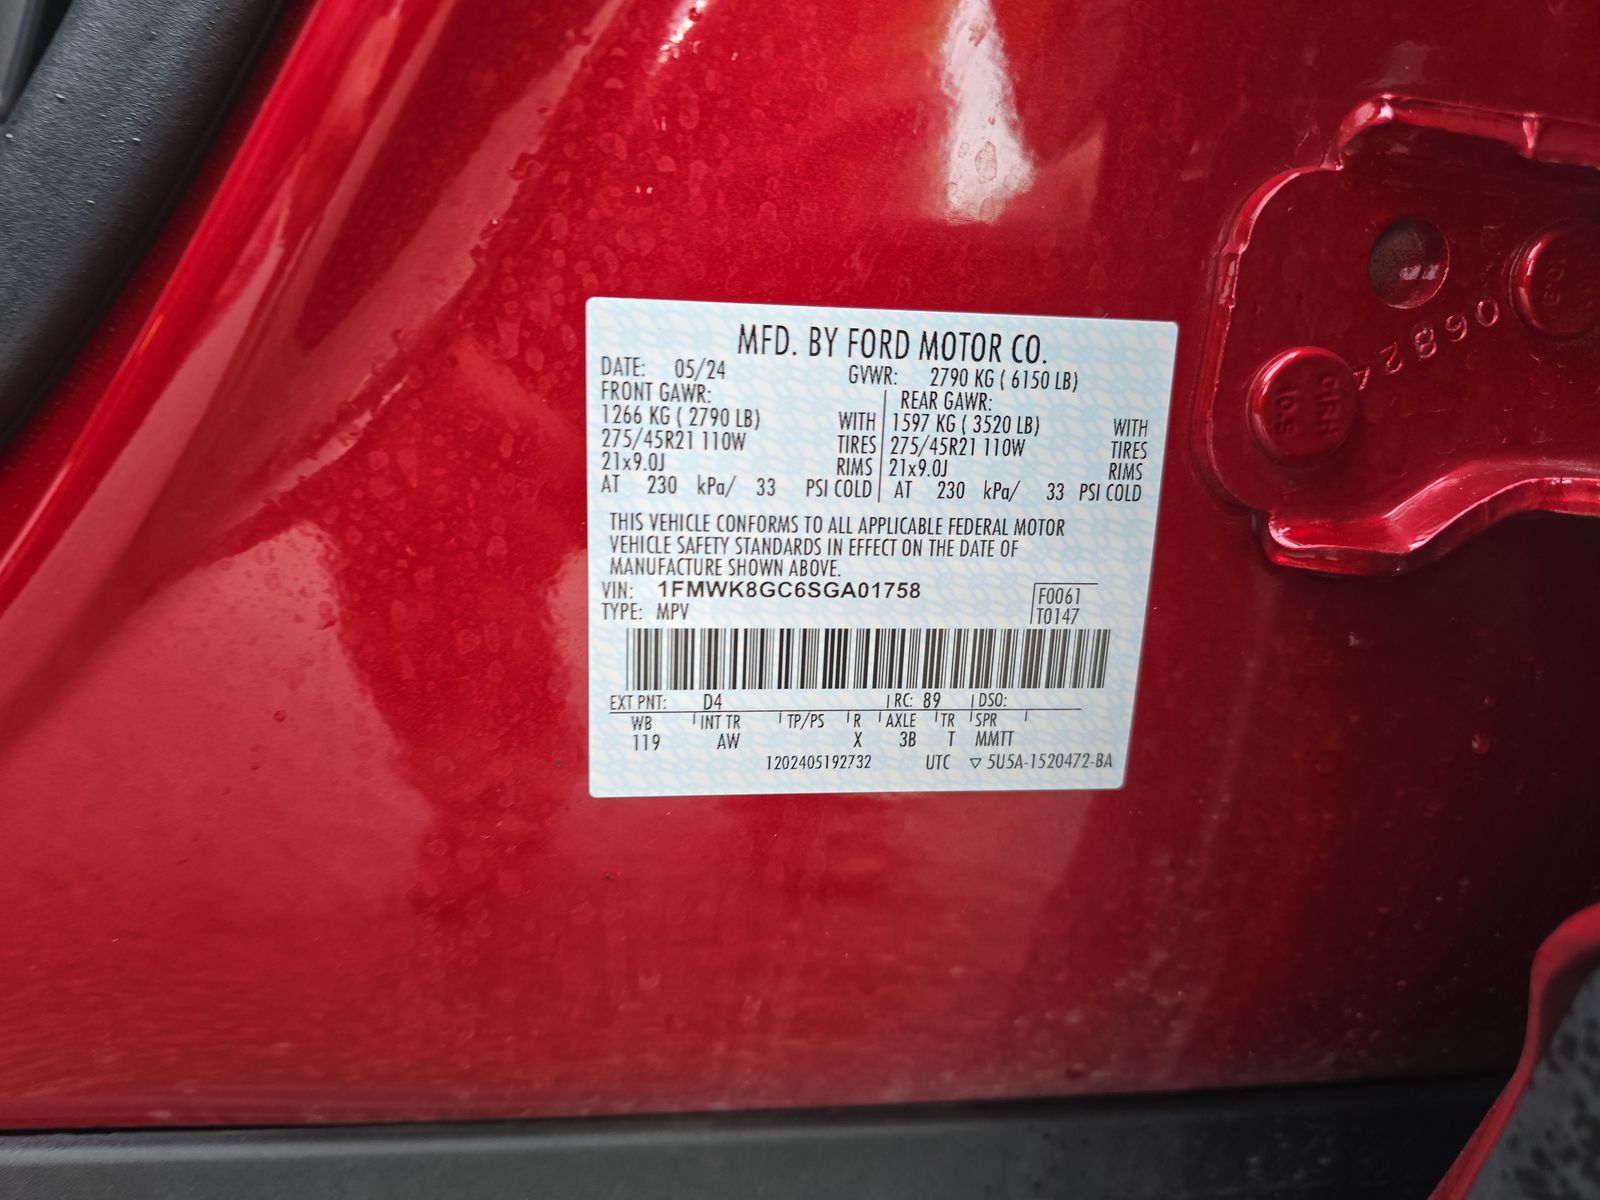 MFD. BY FORD MOTOR CO.
DATE: 05/24 GVWR: 2790 KG ( 6150 LB)
FRONT GAWR: REAR GAWR:
1266 KG ( 2790 LB) WITH 1597 KG ( 3520 LB) WITH
275/45R21 110W TIRES 275/45R21 110W TIRES
21x9.0J RIMS 21x9.0J RIMS
AT 230 kPa/ 33 PSI COLD AT 230 kPa/ 33 PSI COLD
THIS VEHICLE CONFORMS TO ALL APPLICABLE FEDERAL MOTOR
VEHICLE SAFETY STANDARDS IN EFFECT ON THE DATE OF
MANUFACTURE SHOWN ABOVE.
VIN: 1FMWK8GC6SGA01758 F0061
TYPE: MPV T0147
EXT PNT: D4 RC: 89 DSO:
WB INT TR TP/PS R AXLE TR SPR
119 AW X 3B T MMTT
1202405192732 UTC ▽ 5U5A-1520472-BA
06824
10.9